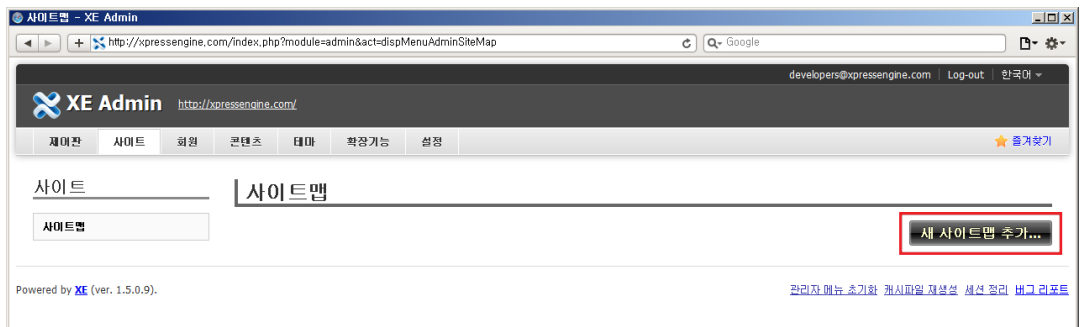 사이트맵 - XE Admin
http://xpressengine.com/index.php?module=admin&act=dispMenuAdminSiteMap
Google
developers@xpressengine.com | Log-out | 한국어
XE Admin http://xpressengine.com/
제어판 사이트 회원 콘텐츠 테마 확장기능 설정 즐겨찾기
사이트
사이트맵
사이트맵
새 사이트맵 추가...
Powered by XE (ver. 1.5.0.9).
관리자 메뉴 초기화 캐시파일 재생성 세션 정리 버그 리포트